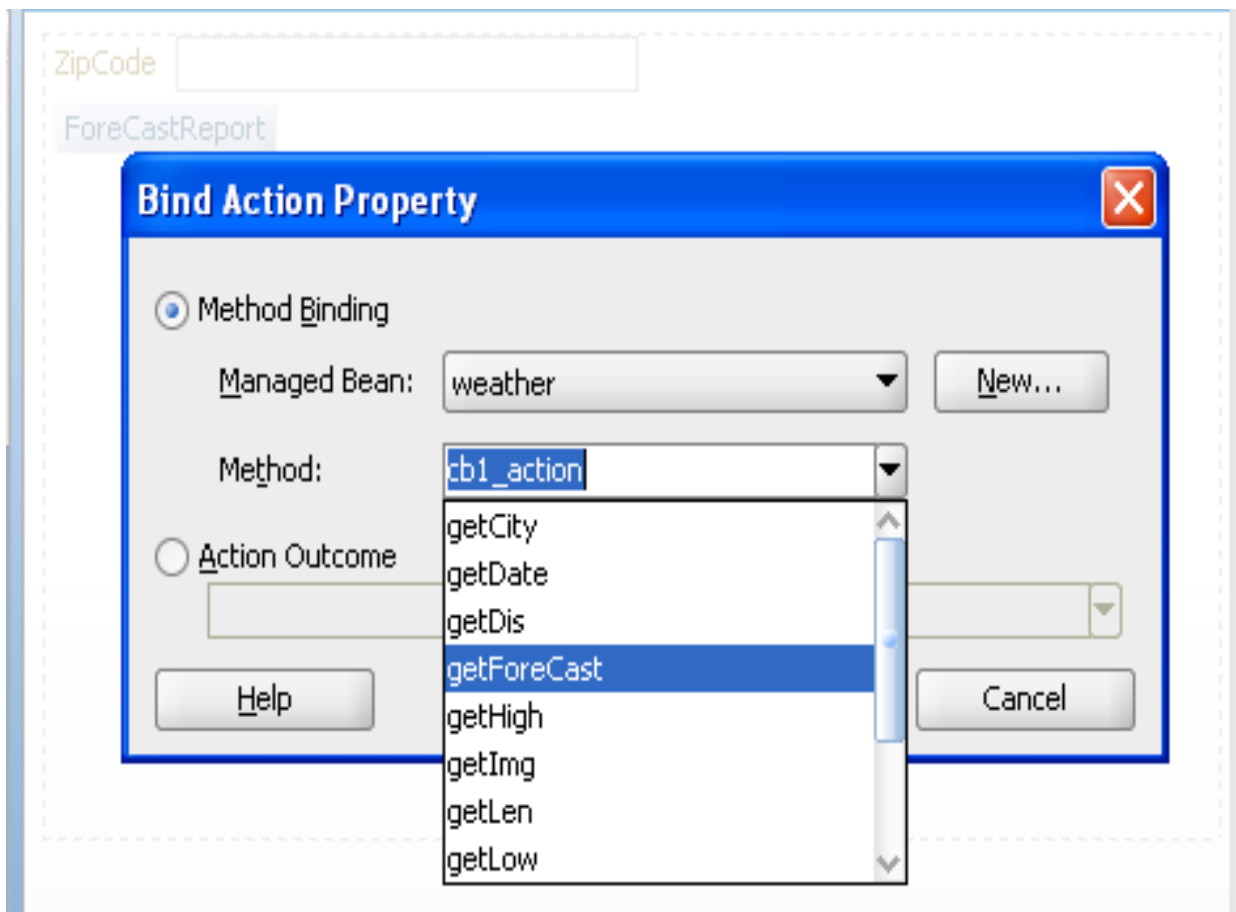 ZipCode
ForeCastReport
Bind Action Property
Method Binding
Managed Bean: weather New...
Method: cb1_action
getCity
getDate
getDis
getForeCast
getHigh
getImg
getLen
getLow
Action Outcome
Help Cancel